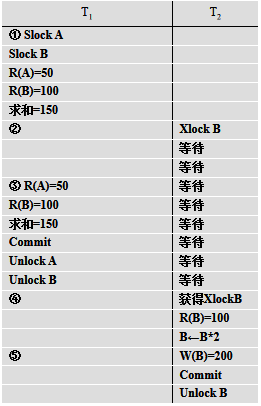 T1 T2
① Slock A
Slock B
R(A)=50
R(B)=100
求和=150
② Xlock B
等待
等待
③ R(A)=50 等待
R(B)=100 等待
求和=150 等待
Commit 等待
Unlock A 等待
Unlock B 等待
④ 获得XlockB
R(B)=100
B←B*2
⑤ W(B)=200
Commit
Unlock B